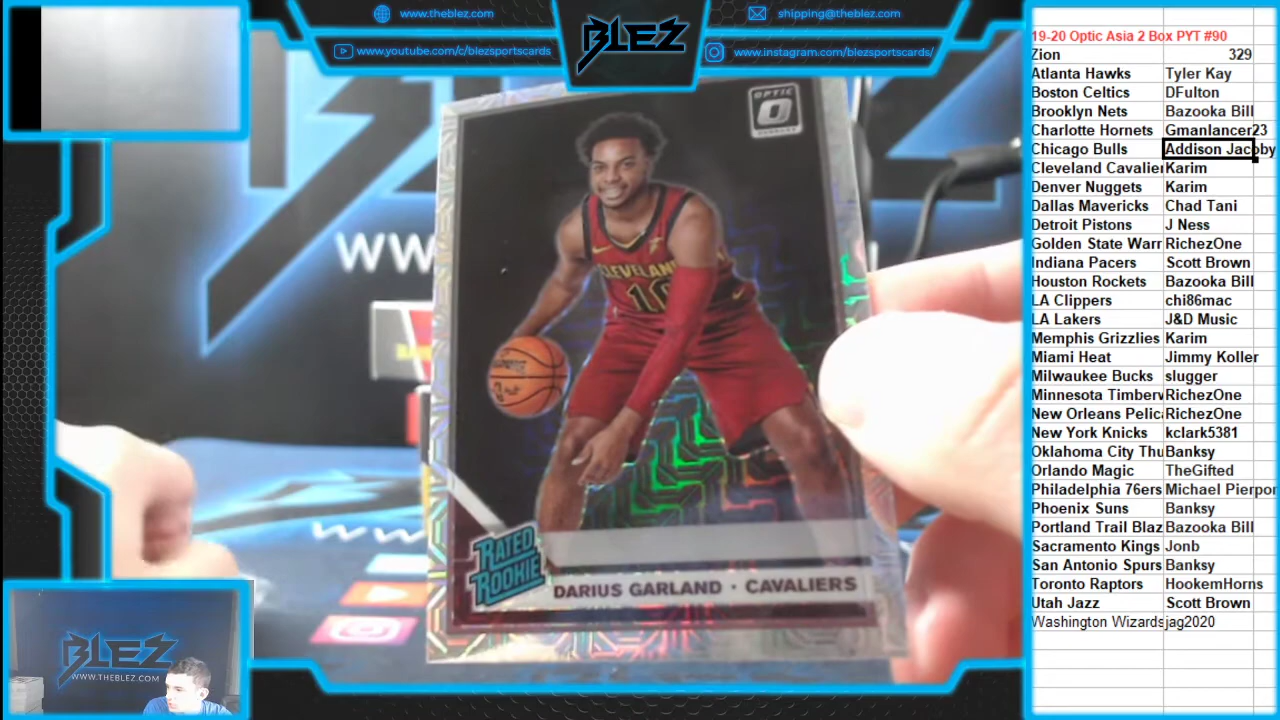 www.theblez.com
shipping@theblez.com
www.youtube.com/c/blezsportscards
www.instagram.com/blezsportscards/
BLEZ
OPTIC
CLEVELAND
10
RATED
ROOKIE
DARIUS GARLAND · CAVALIERS
BLEZ
WWW.THEBLEZ.COM
19-20 Optic Asia 2 Box PYT #90
Zion 329
Atlanta Hawks Tyler Kay
Boston Celtics DFulton
Brooklyn Nets Bazooka Bill
Charlotte Hornets Gmanlancer23
Chicago Bulls Addison Jacoby
Cleveland Cavalier Karim
Denver Nuggets Karim
Dallas Mavericks Chad Tani
Detroit Pistons J Ness
Golden State Warr RichezOne
Indiana Pacers Scott Brown
Houston Rockets Bazooka Bill
LA Clippers chi86mac
LA Lakers J&D Music
Memphis Grizzlies Karim
Miami Heat Jimmy Koller
Milwaukee Bucks slugger
Minnesota Timberv RichezOne
New Orleans Pelic RichezOne
New York Knicks kclark5381
Oklahoma City Thu Banksy
Orlando Magic TheGifted
Philadelphia 76ers Michael Pierpor
Phoenix Suns Banksy
Portland Trail Blaz Bazooka Bill
Sacramento Kings Jonb
San Antonio Spurs Banksy
Toronto Raptors HookemHorns
Utah Jazz Scott Brown
Washington Wizards jag2020